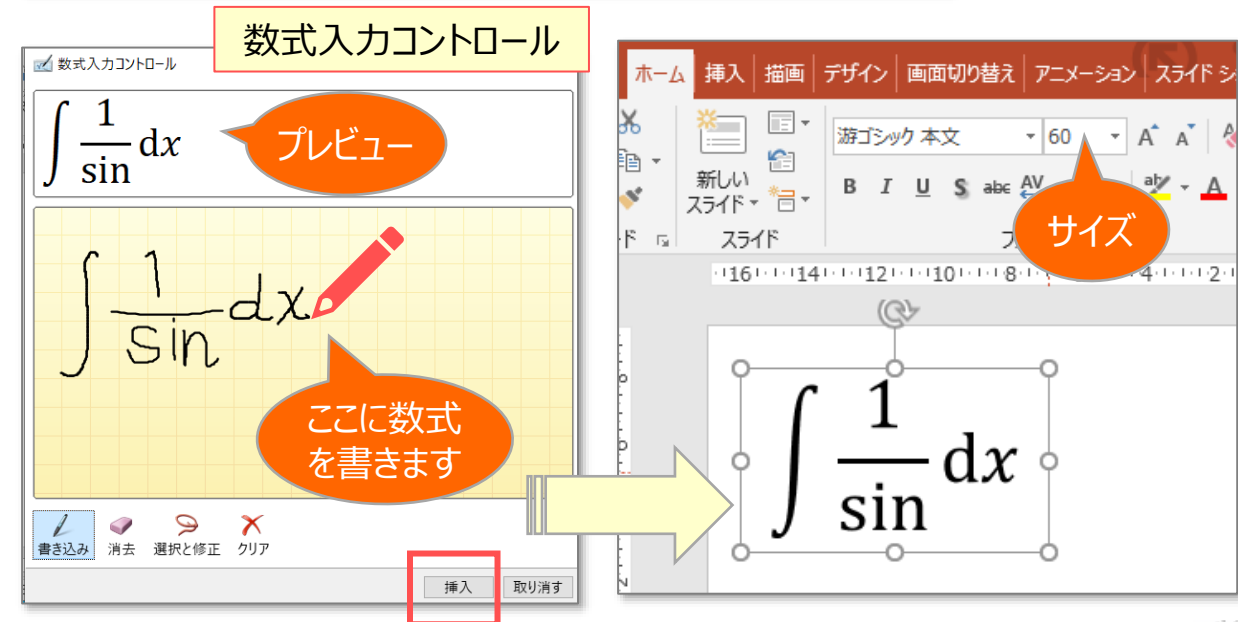 数式入力コントロール
数式入力コントロール
∫ 1/sin dx
プレビュー
∫ 1/sin dx
ここに数式
を書きます
書き込み 消去 選択と修正 クリア
挿入 取り消す
ホーム 挿入 描画 デザイン 画面切り替え アニメーション スライド シ
游ゴシック 本文 60 A A
新しい
スライド
B I U S abc AV aby A
ド スライド フ
サイズ
16 14 12 10 8 4 2
∫ 1/sin dx